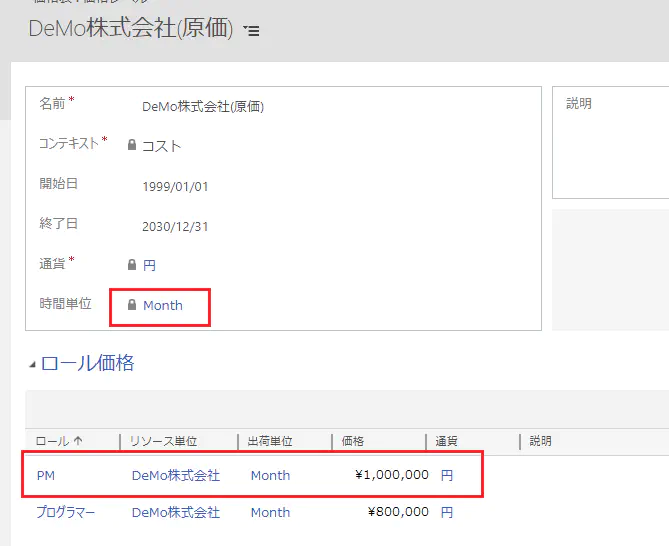 DeMo株式会社(原価)
名前* DeMo株式会社(原価)
説明
コンテキスト* コスト
開始日 1999/01/01
終了日 2030/12/31
通貨* 円
時間単位 Month
ロール価格
ロール↑ リソース単位 出荷単位 価格 通貨 説明
PM DeMo株式会社 Month ¥1,000,000 円
プログラマー DeMo株式会社 Month ¥800,000 円